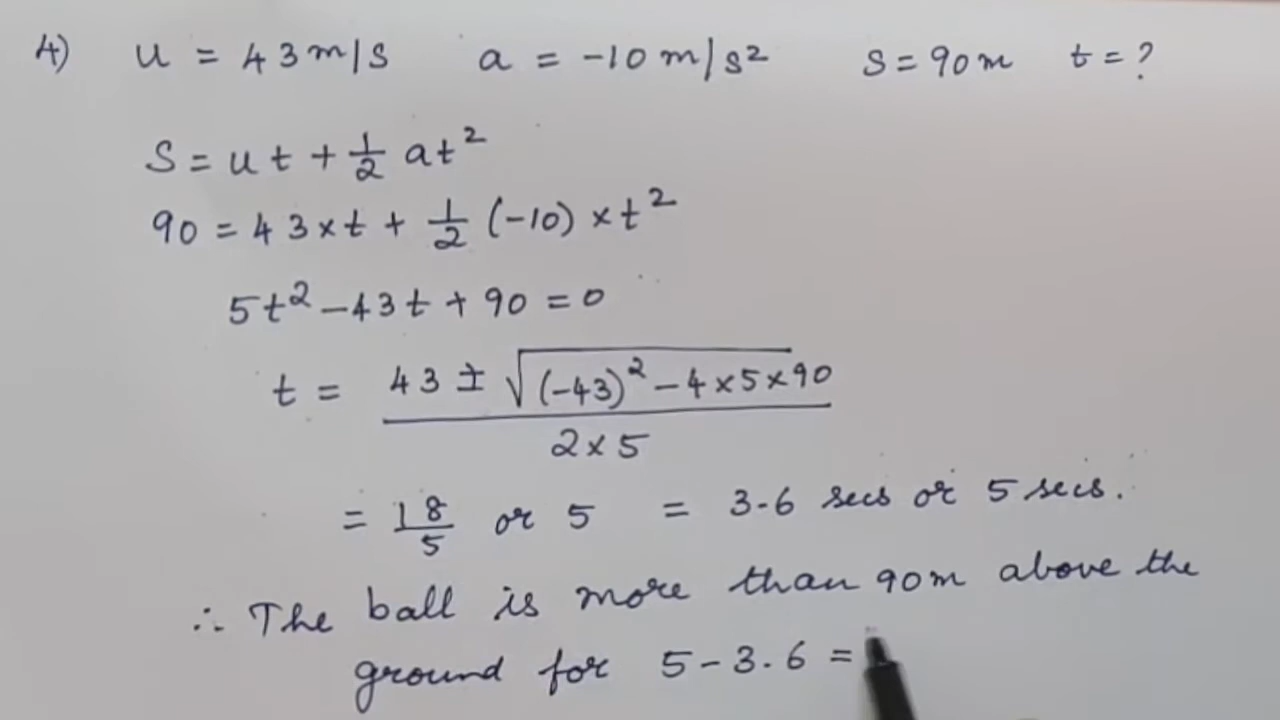 4) u = 43 m/s a = -10 m/s² S = 90m t = ?
S = ut + 1/2 at²
90 = 43 × t + 1/2 (-10) × t²
5t² - 43t + 90 = 0
t = 43 ± √(-43)² - 4 × 5 × 90 / 2 × 5
= 18/5 or 5 = 3.6 secs or 5 secs.
∴ The ball is more than 90m above the
ground for 5 - 3.6 =